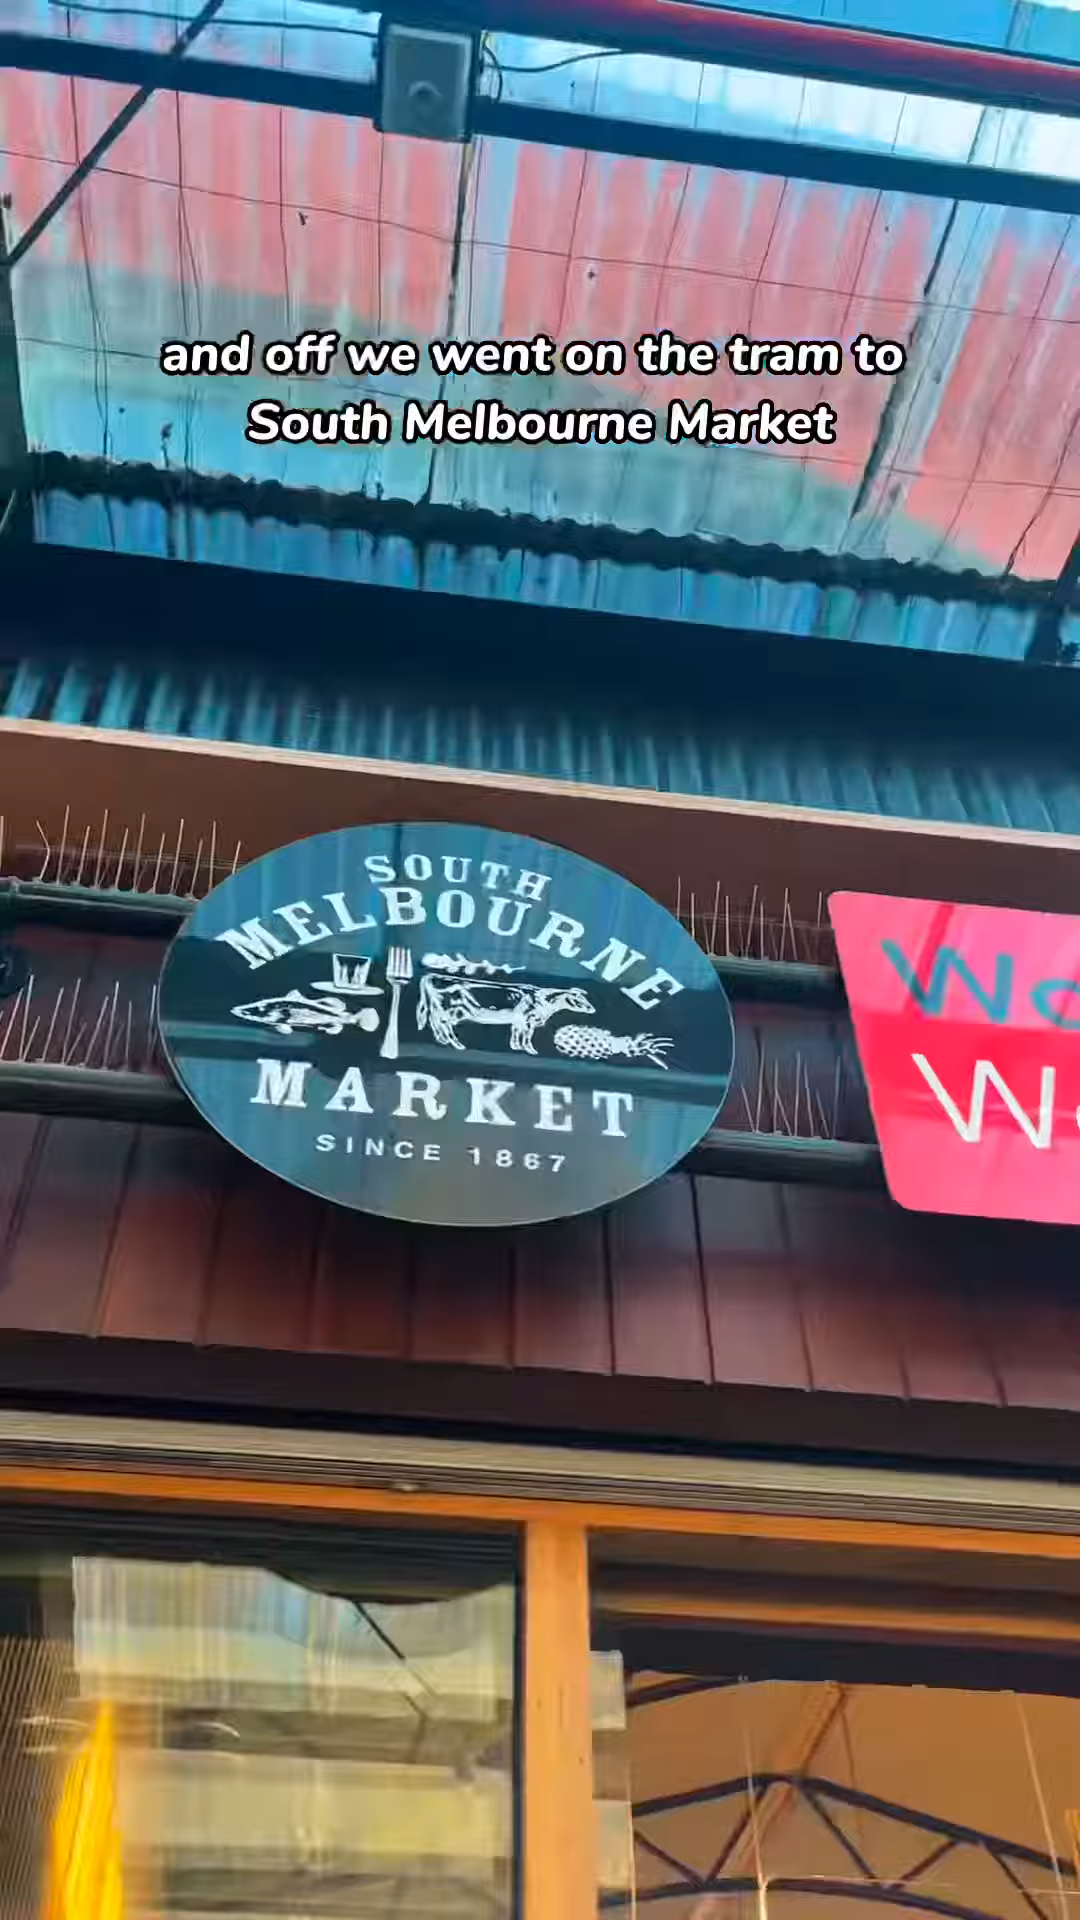 and off we went on the tram to
South Melbourne Market
SOUTH
MELBOURNE
MARKET
SINCE 1867